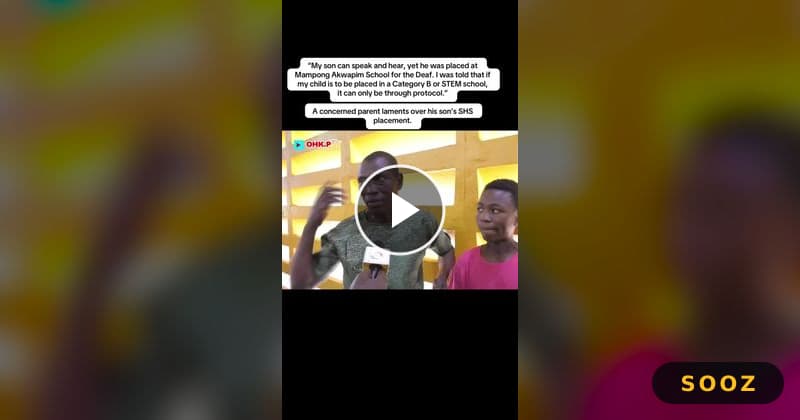 "My son can speak and hear, yet he was placed at
Mampong Akwapim School for the Deaf. I was told that if
my child is to be placed in a Category B or STEM school,
it can only be through protocol."
A concerned parent laments over his son's SHS
placement.
OHK.P
SOOZ